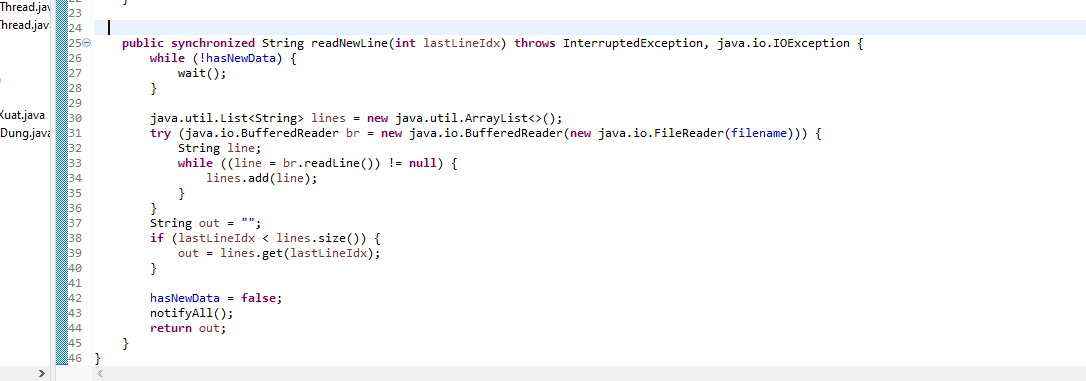 Thread.jav
Thread.java
Xuat.java
Dung.java
22 }
23
24
25 public synchronized String readNewLine(int lastLineIdx) throws InterruptedException, java.io.IOException {
26 while (!hasNewData) {
27 wait();
28 }
29
30 java.util.List<String> lines = new java.util.ArrayList<>();
31 try (java.io.BufferedReader br = new java.io.BufferedReader(new java.io.FileReader(filename))) {
32 String line;
33 while ((line = br.readLine()) != null) {
34 lines.add(line);
35 }
36 }
37 String out = "";
38 if (lastLineIdx < lines.size()) {
39 out = lines.get(lastLineIdx);
40 }
41
42 hasNewData = false;
43 notifyAll();
44 return out;
45 }
46 }